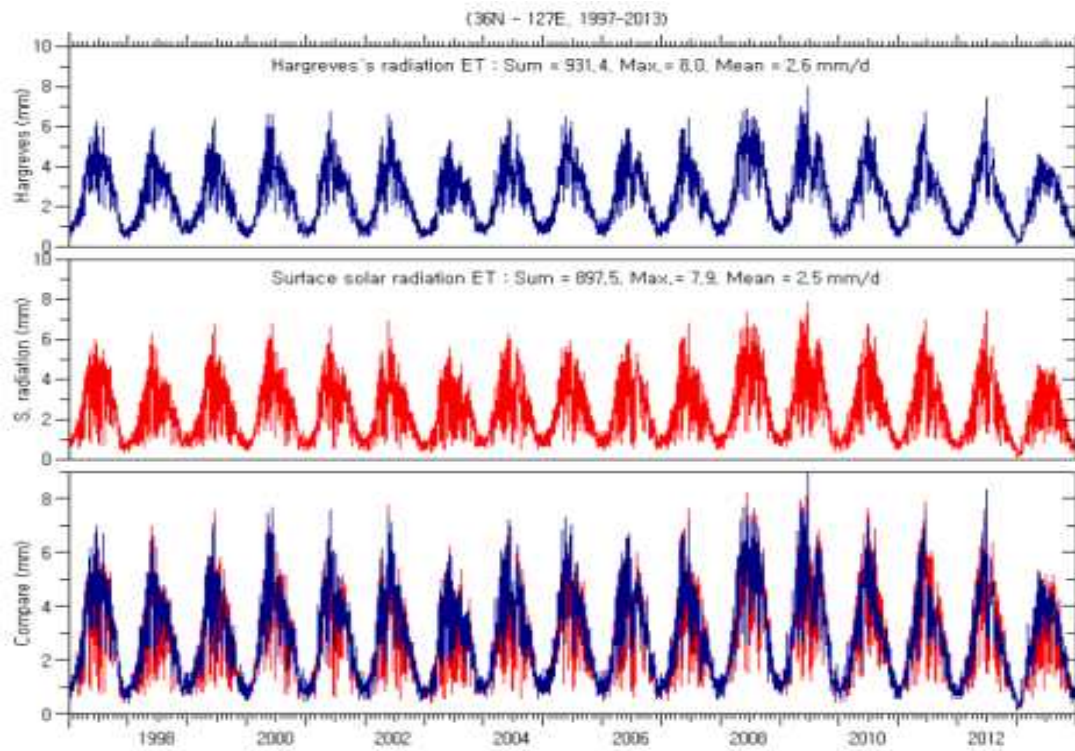 (36N - 127E, 1997-2013)
10
Hargreves's radiation ET : Sum = 931.4, Max.= 8.0, Mean = 2.6 mm/d
8
6
4
2
0
Hargreves (mm)
10
Surface solar radiation ET : Sum = 897.5, Max.= 7.9, Mean = 2.5 mm/d
8
6
4
2
0
S. radiation (mm)
8
6
4
2
0
Compare (mm)
1998 2000 2002 2004 2006 2008 2010 2012